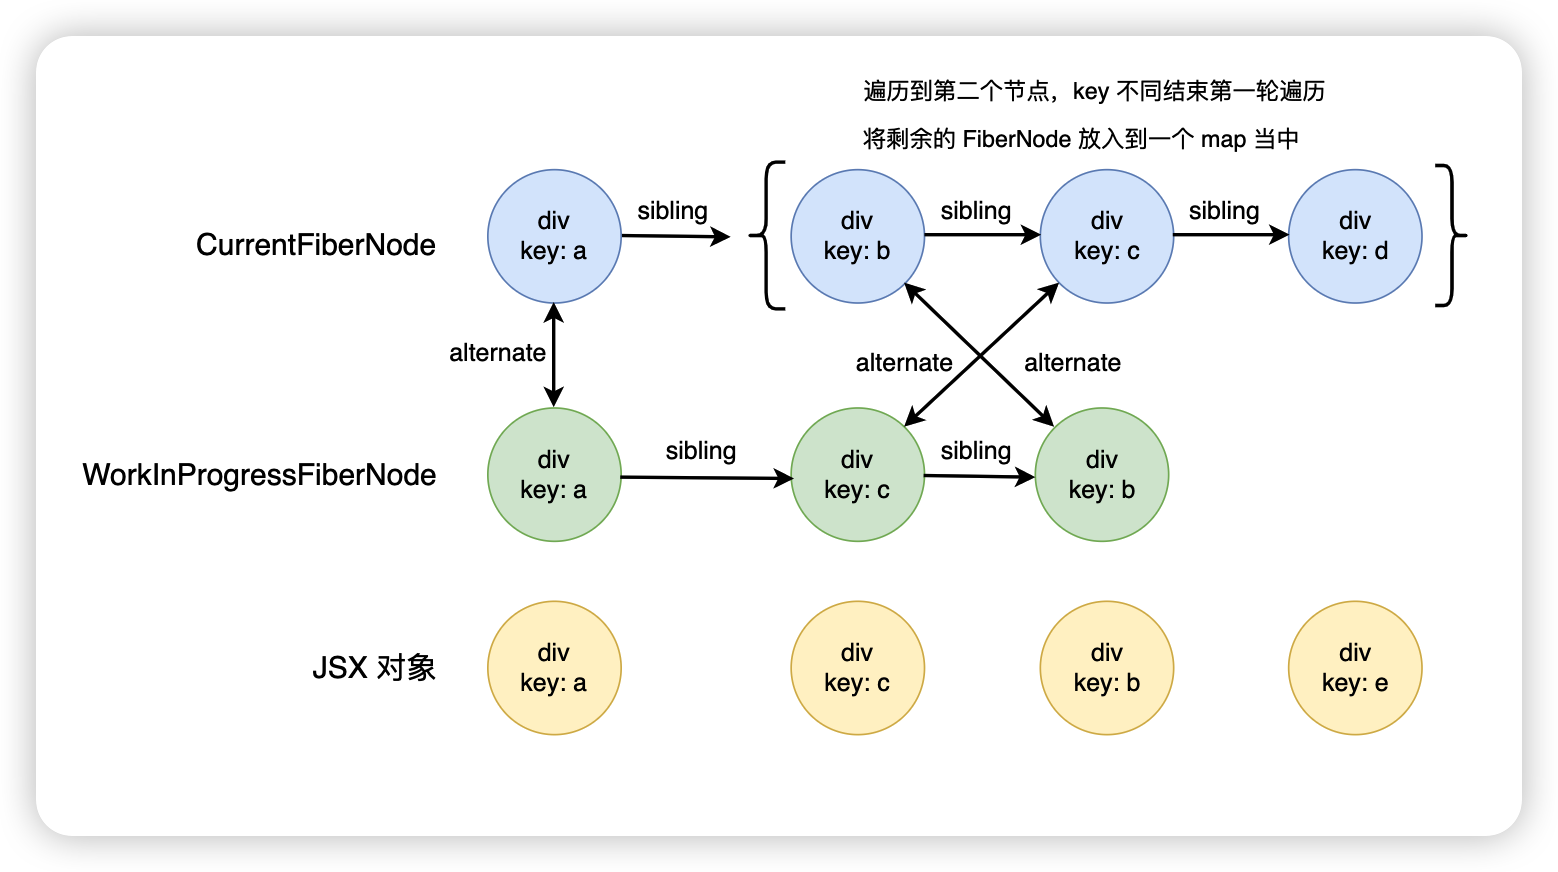 遍历到第二个节点，key 不同结束第一轮遍历
将剩余的 FiberNode 放入到一个 map 当中
CurrentFiberNode
div
key: a
sibling
div
key: b
sibling
div
key: c
sibling
div
key: d
alternate
alternate
alternate
WorkInProgressFiberNode
div
key: a
sibling
div
key: c
sibling
div
key: b
JSX 对象
div
key: a
div
key: c
div
key: b
div
key: e